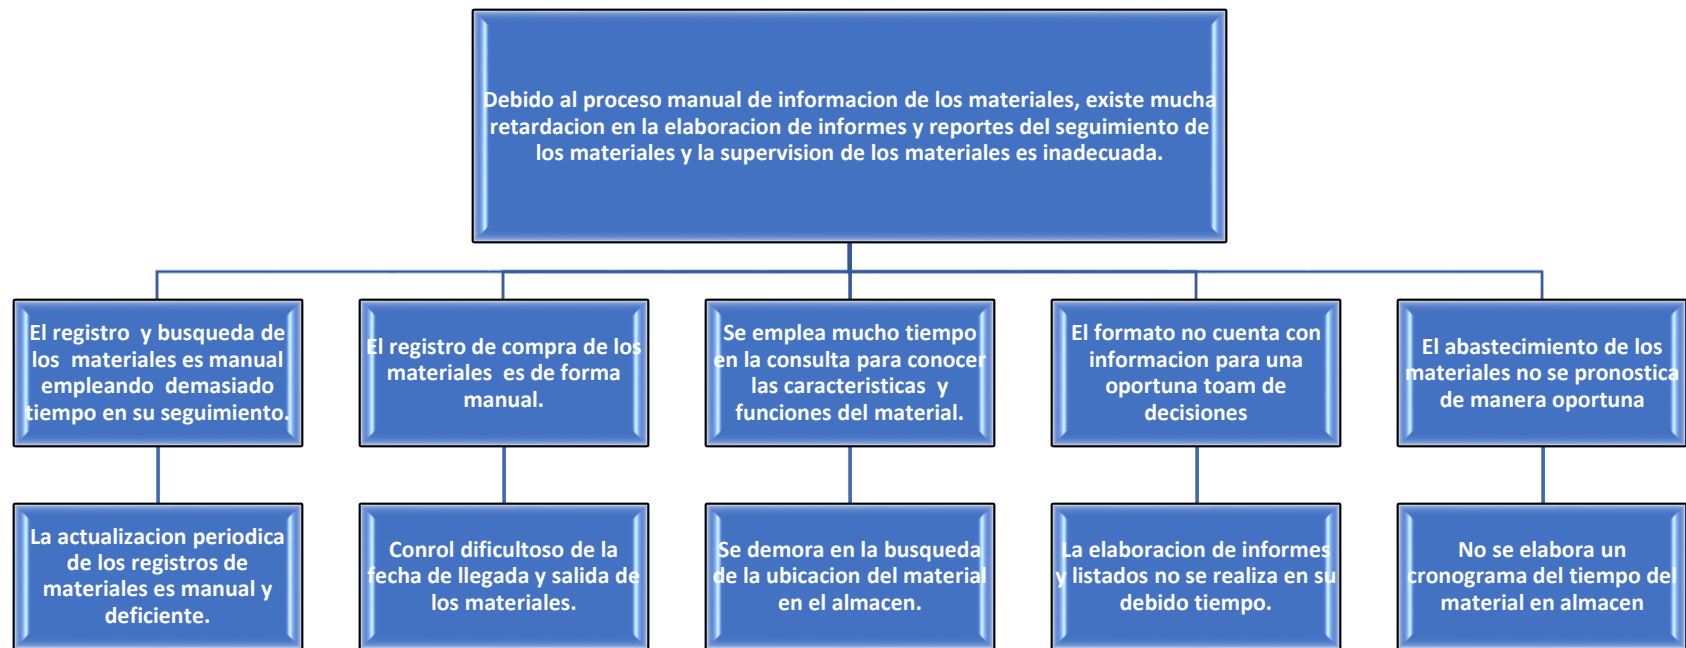 Debido al proceso manual de informacion de los materiales, existe mucha
retardacion en la elaboracion de informes y reportes del seguimiento de
los materiales y la supervision de los materiales es inadecuada.
El registro y busqueda de
los materiales es manual
empleando demasiado
tiempo en su seguimiento.
El registro de compra de los
materiales es de forma
manual.
Se emplea mucho tiempo
en la consulta para conocer
las caracteristicas y
funciones del material.
El formato no cuenta con
informacion para una
oportuna toam de
decisiones
El abastecimiento de los
materiales no se pronostica
de manera oportuna
La actualizacion periodica
de los registros de
materiales es manual y
deficiente.
Conrol dificultoso de la
fecha de llegada y salida de
los materiales.
Se demora en la busqueda
de la ubicacion del material
en el almacen.
La elaboracion de informes
y listados no se realiza en su
debido tiempo.
No se elabora un
cronograma del tiempo del
material en almacen